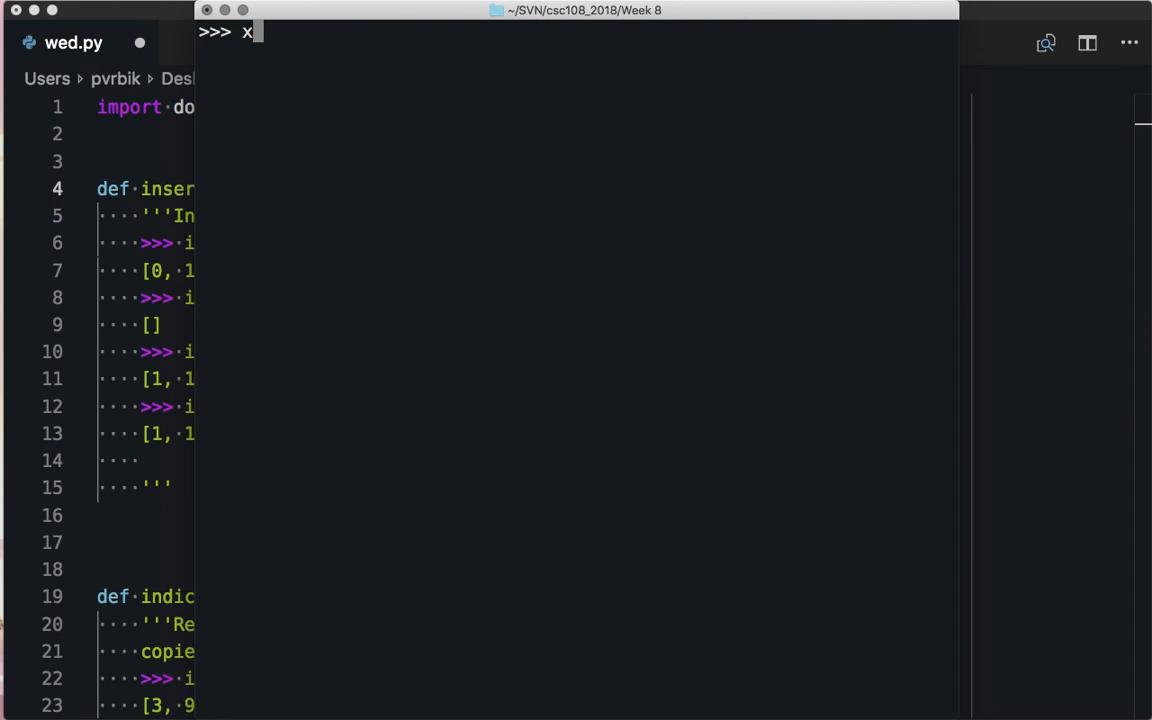 ~/SVN/csc108_2018/Week 8
>>> x
wed.py
Users pvrbik Desl
1 import·do
2
3
4 def·inser
5 ····'''In
6 ····>>>·i
7 ····[0,·1
8 ····>>>·i
9 ····[]
10 ····>>>·i
11 ····[1,·1
12 ····>>>·i
13 ····[1,·1
14 ····
15 ····'''
16
17
18
19 def·indic
20 ····'''Re
21 ····copie
22 ····>>>·i
23 ····[3,·9